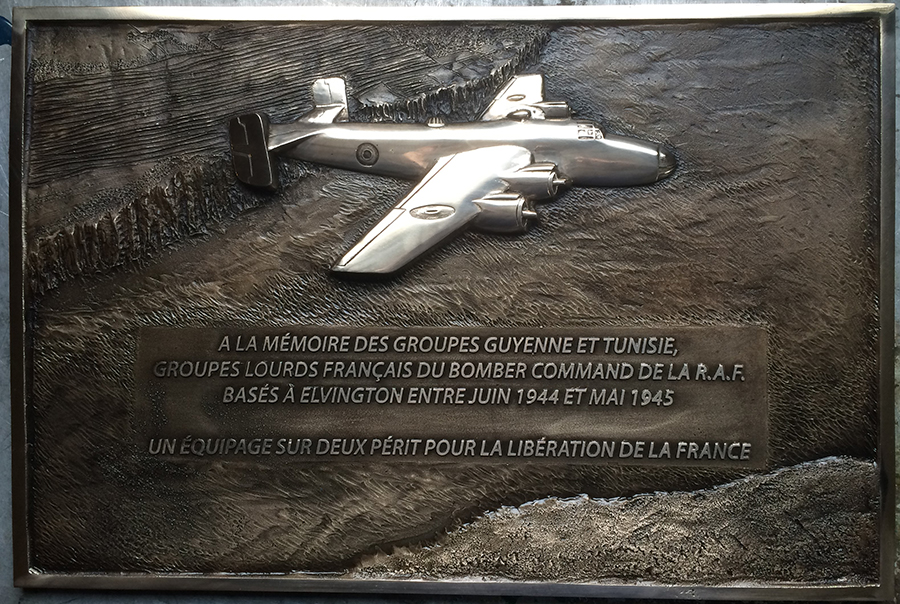 A LA MÉMOIRE DES GROUPES GUYENNE ET TUNISIE,
GROUPES LOURDS FRANÇAIS DU BOMBER COMMAND DE LA R.A.F.
BASÉS À ELVINGTON ENTRE JUIN 1944 ET MAI 1945
UN ÉQUIPAGE SUR DEUX PÉRIT POUR LA LIBÉRATION DE LA FRANCE